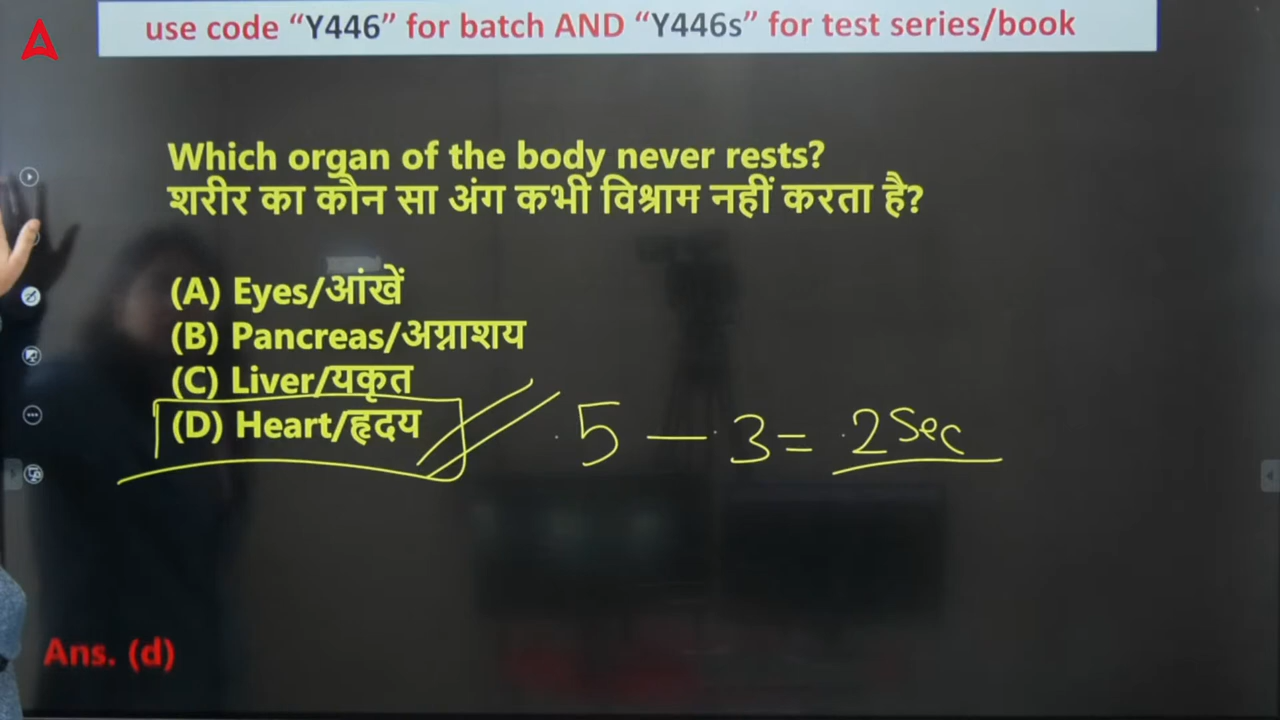 use code “Y446” for batch AND “Y446s” for test series/book
Which organ of the body never rests?
शरीर का कौन सा अंग कभी विश्राम नहीं करता है?
(A) Eyes/आंखें
(B) Pancreas/अग्नाशय
(C) Liver/यकृत
(D) Heart/हृदय
.5 — .3 = .2 Sec
Ans. (d)